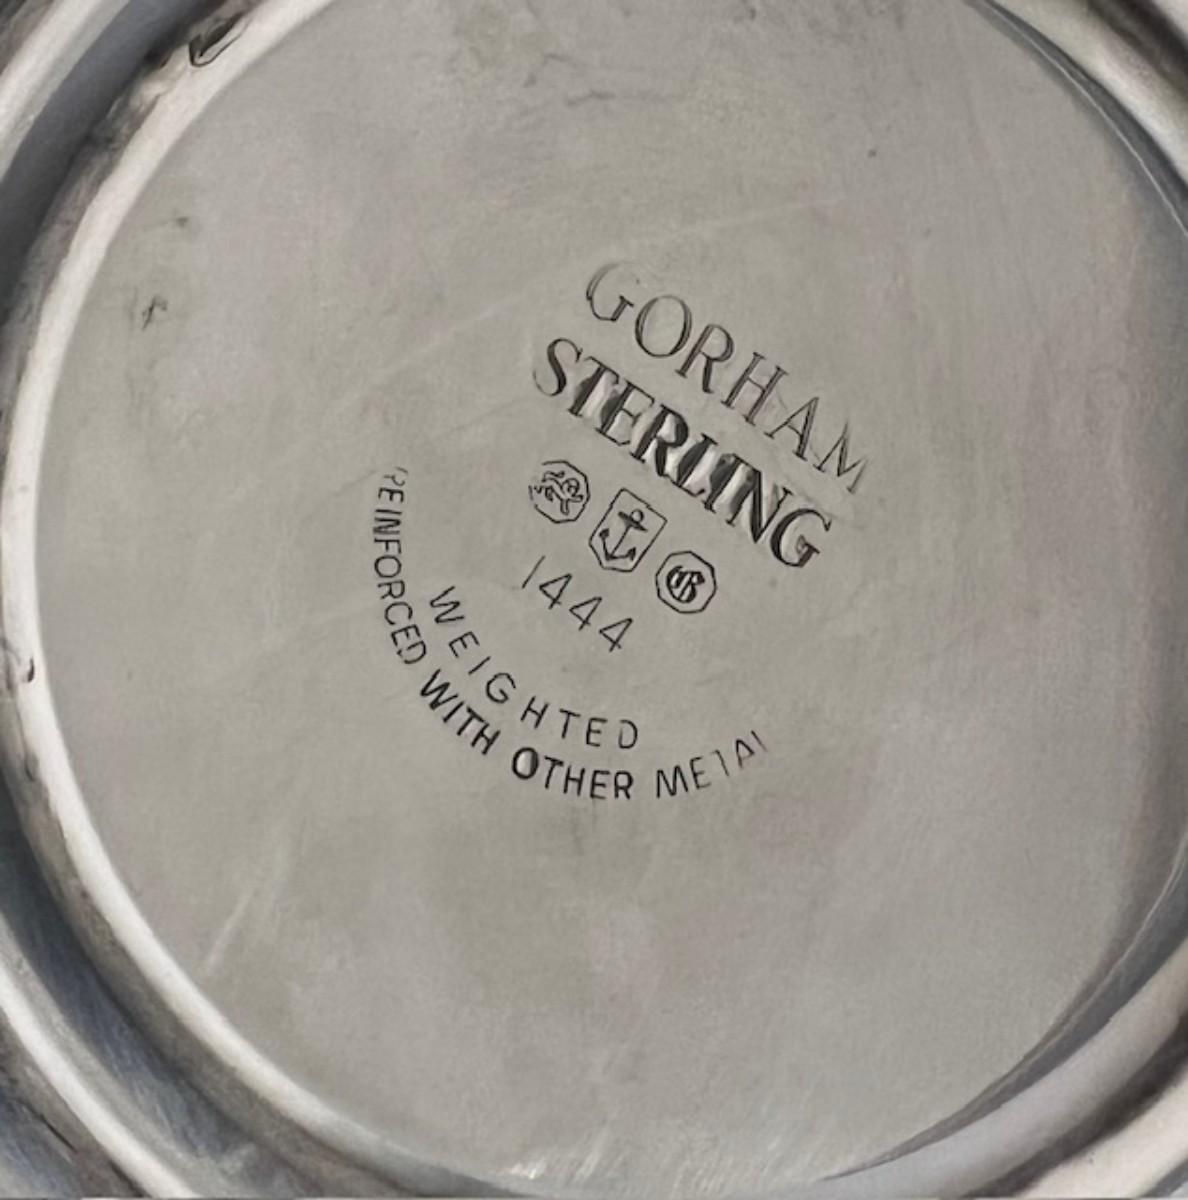 GORHAM
STERLING
1444
WEIGHTED
REINFORCED WITH OTHER METAL